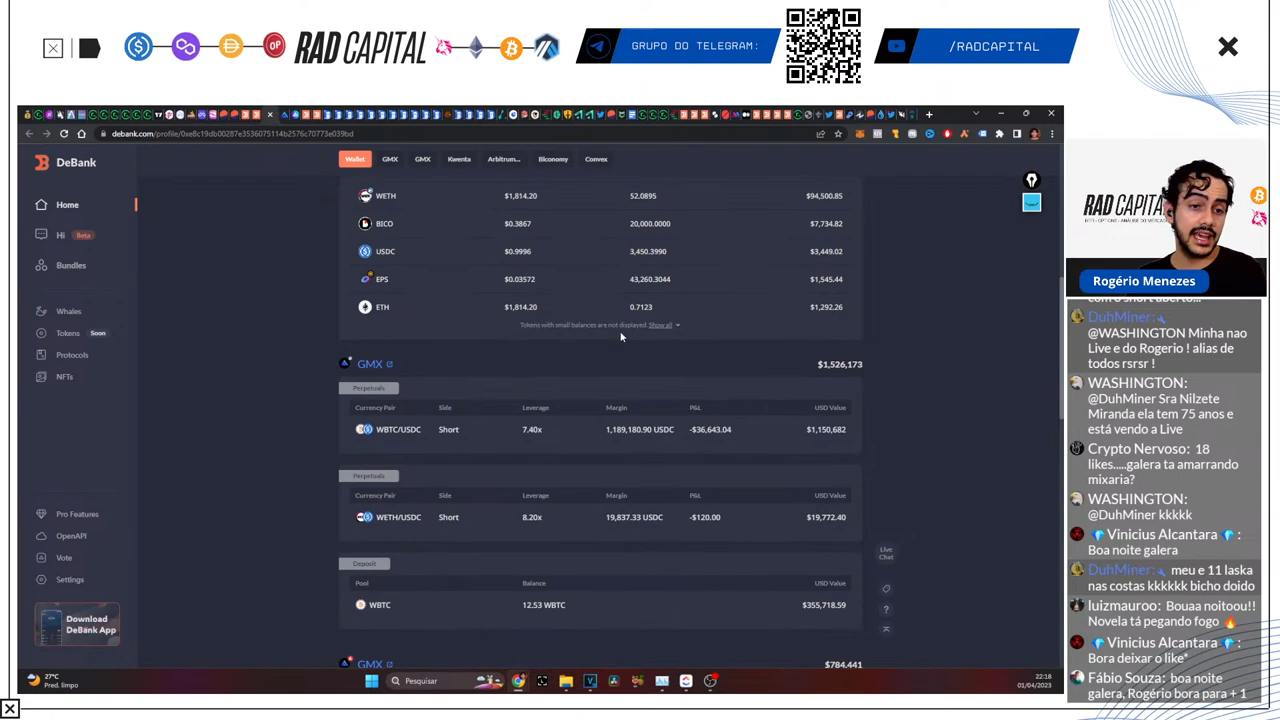 RAD CAPITAL
GRUPO DO TELEGRAM:
/RADCAPITAL
debank.com/profile/0xe8c19db00287e3536075114b2576c70773e039bd
DeBank
Home
Hi Beta
Bundles
Whales
Tokens Soon
Protocols
NFTs
Pro Features
OpenAPI
Vote
Settings
Download
DeBank App
Wallet GMX GMX Kwenta Arbitrum... Biconomy Convex
WETH $1,814.20 52.0895 $94,500.85
BICO $0.3867 20,000.0000 $7,734.82
USDC $0.9996 3,450.3990 $3,449.02
EPS $0.03572 43,260.3044 $1,545.44
ETH $1,814.20 0.7123 $1,292.26
Tokens with small balances are not displayed. Show all
GMX $1,526,173
Perpetuals
Currency Pair Side Leverage Margin P&L USD Value
WBTC/USDC Short 7.40x 1,189,180.90 USDC -$36,643.04 $1,150,682
Perpetuals
Currency Pair Side Leverage Margin P&L USD Value
WETH/USDC Short 8.20x 19,837.33 USDC -$120.00 $19,772.40
Deposit
Pool Balance USD Value
WBTC 12.53 WBTC $355,718.59
GMX $784,441
Live
Chat
27°C
Pred. limpo
Pesquisar
22:18
01/04/2023
RAD CAPITAL
Rogério Menezes
com o short aberto...
DuhMiner:
@WASHINGTON Minha nao
Live e do Rogerio ! alias de
todos rsrsr !
WASHINGTON:
@DuhMiner Sra Nilzete
Miranda ela tem 75 anos e
está vendo a Live
Crypto Nervoso: 18
likes.....galera ta amarrando
mixaria?
WASHINGTON:
@DuhMiner kkkkk
Vinicius Alcantara :
Boa noite galera
DuhMiner: meu e 11 laska
nas costas kkkkkk bicho doido
luizmauroo: Bouaa noitoou!!
Novela tá pegando fogo
Vinicius Alcantara :
Bora deixar o like*
Fábio Souza: boa noite
galera, Rogério bora para + 1